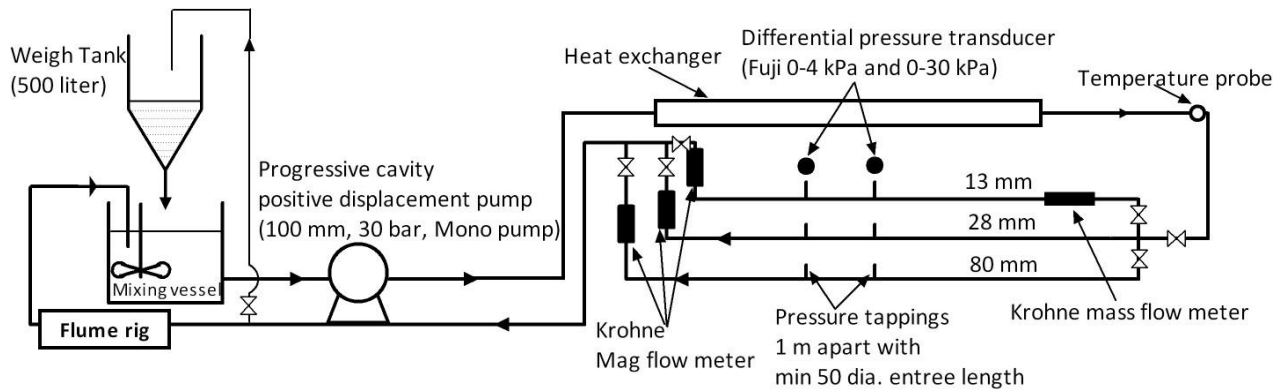 Weigh Tank
(500 liter)
Mixing vessel
Flume rig
Progressive cavity
positive displacement pump
(100 mm, 30 bar, Mono pump)
Heat exchanger
Differential pressure transducer
(Fuji 0-4 kPa and 0-30 kPa)
Temperature probe
13 mm
28 mm
80 mm
Krohne
Mag flow meter
Pressure tappings
1 m apart with
min 50 dia. entree length
Krohne mass flow meter